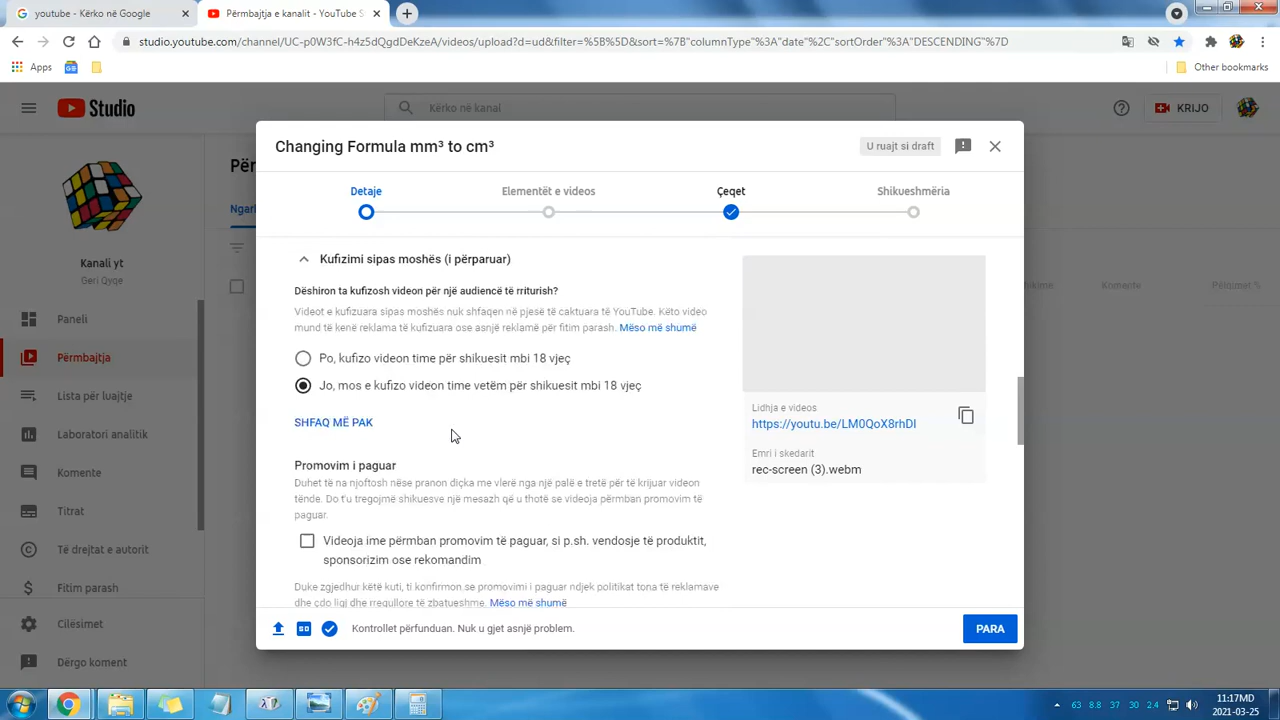 youtube - Kërko në Google
Përmbajtja e kanalit - YouTube S
studio.youtube.com/channel/UC-p0W3fC-h4z5dQgdDeKzeA/videos/upload?d=ud&filter=%5B%5D&sort=%7B"columnType"%3A"date"%2C"sortOrder"%3A"DESCENDING"%7D
Apps
Other bookmarks
Studio
Kërko në kanal
KRIJO
Changing Formula mm³ to cm³
U ruajt si draft
Detaje
Elementët e videos
Çeqet
Shikueshmëria
Kanali yt
Geri Qyqe
Paneli
Përmbajtja
Lista për luajtje
Laboratori analitik
Komente
Titrat
Të drejtat e autorit
Fitim parash
Cilësimet
Dërgo koment
Për
Ngark
Komente
Pëlqimet %
Kufizimi sipas moshës (i përparuar)
Dëshiron ta kufizosh videon për një audiencë të rriturish?
Videot e kufizuara sipas moshës nuk shfaqen në pjesë të caktuara të YouTube. Këto video
mund të kenë reklama të kufizuara ose asnjë reklamë për fitim parash. Mëso më shumë
Po, kufizo videon time për shikuesit mbi 18 vjeç
Jo, mos e kufizo videon time vetëm për shikuesit mbi 18 vjeç
SHFAQ MË PAK
Promovim i paguar
Duhet të na njoftosh nëse pranon diçka me vlerë nga një palë e tretë për të krijuar videon
tënde. Do t'u tregojmë shikuesve një mesazh që u thotë se videoja përmban promovim të
paguar.
Videoja ime përmban promovim të paguar, si p.sh. vendosje të produktit,
sponsorizim ose rekomandim
Duke zgjedhur këtë kuti, ti konfirmon se promovimi i paguar ndjek politikat tona të reklamave
dhe çdo ligj dhe rregullore të zbatueshme. Mëso më shumë
Lidhja e videos
https://youtu.be/LM0QoX8rhDI
Emri i skedarit
rec-screen (3).webm
Kontrollet përfunduan. Nuk u gjet asnjë problem.
PARA
63 8.8 37 30 2.4
11:17MD
2021-03-25